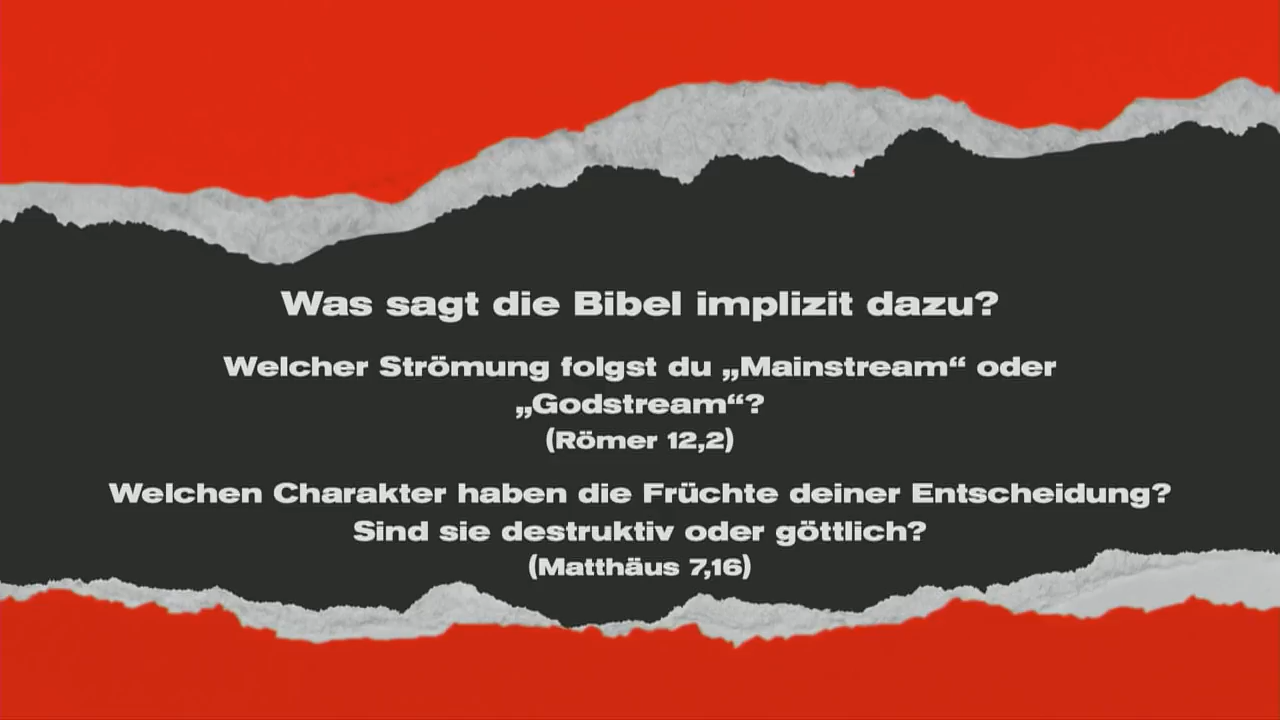 Was sagt die Bibel implizit dazu?
Welcher Strömung folgst du „Mainstream“ oder
„Godstream“?
(Römer 12,2)
Welchen Charakter haben die Früchte deiner Entscheidung?
Sind sie destruktiv oder göttlich?
(Matthäus 7,16)